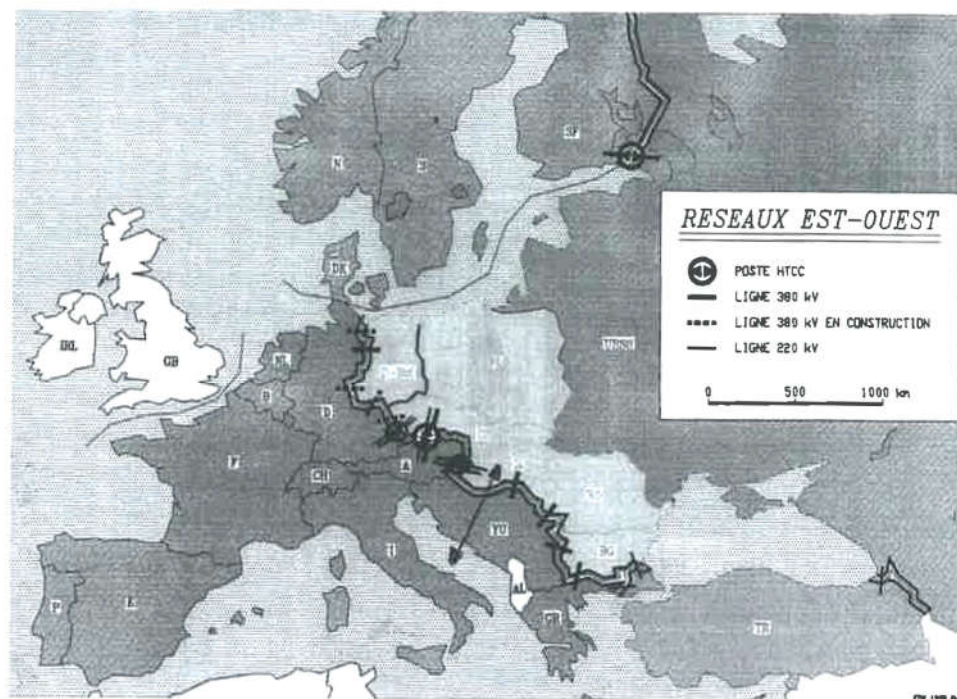 SF
N
S
RESEAUX EST-OUEST
POSTE HTCC
LIGNE 380 kV
LIGNE 380 kV EN CONSTRUCTION
LIGNE 220 kV
0 500 1000 km
DK
IRL
GB
NL
B
D
F
CH
A
YU
BG
I
AL
GR
P
E
TR